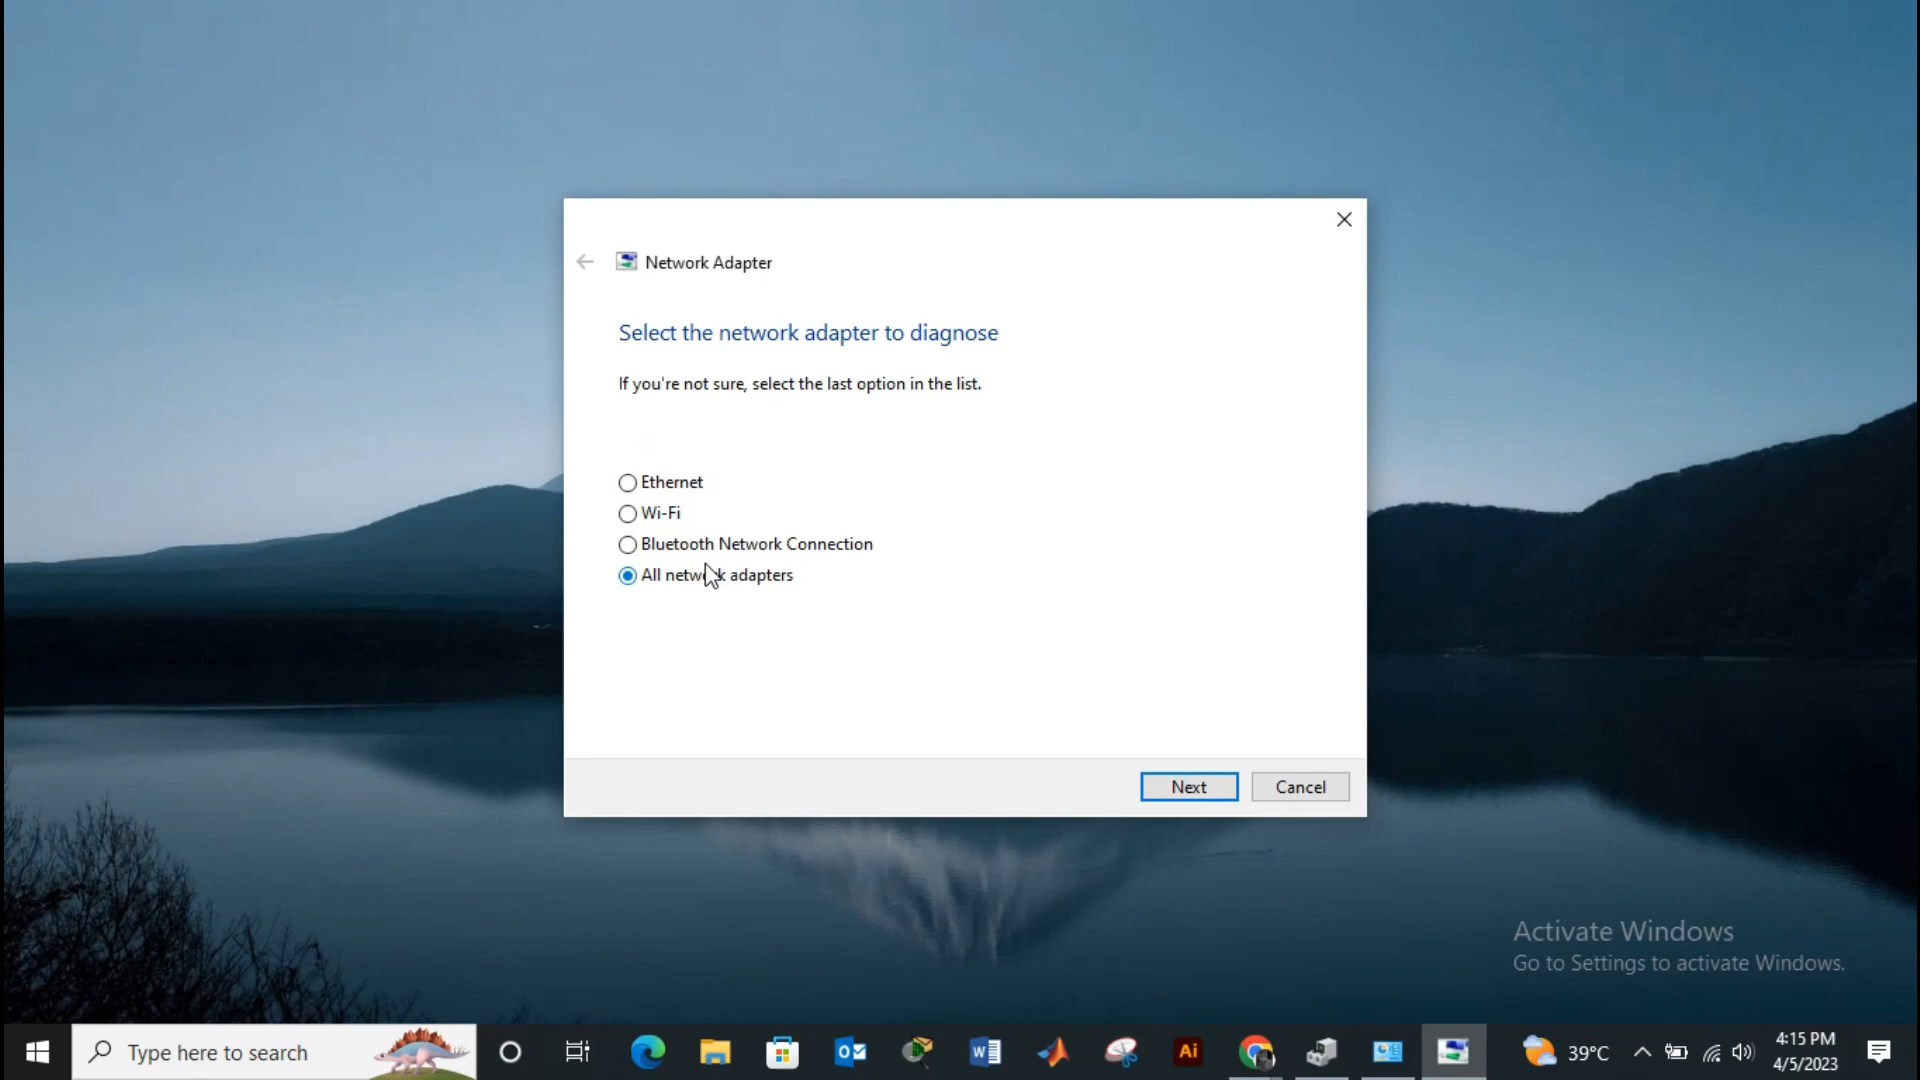 Network Adapter
Select the network adapter to diagnose
If you're not sure, select the last option in the list.
Ethernet
Wi-Fi
Bluetooth Network Connection
All network adapters
Next
Cancel
Activate Windows
Go to Settings to activate Windows.
Type here to search
Ai
39°C
4:15 PM
4/5/2023